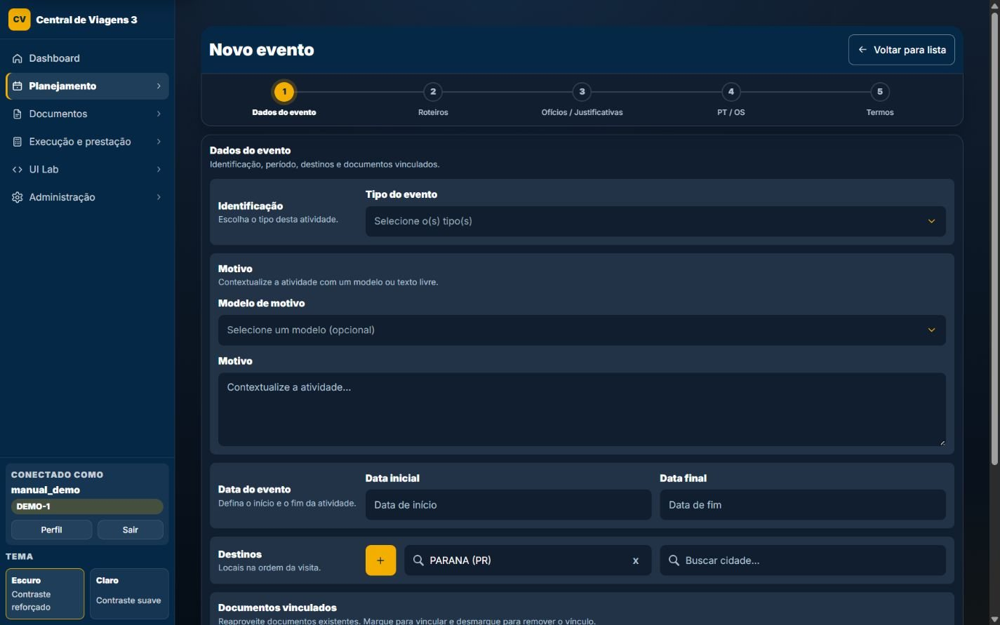 CV Central de Viagens 3
Dashboard
Planejamento
Documentos
Execução e prestação
UI Lab
Administração
CONECTADO COMO
manual_demo
DEMO-1
Perfil Sair
TEMA
Escuro
Contraste reforçado
Claro
Contraste suave
Novo evento
← Voltar para lista
1 Dados do evento
2 Roteiros
3 Ofícios / Justificativas
4 PT / OS
5 Termos
Dados do evento
Identificação, período, destinos e documentos vinculados.
Identificação
Escolha o tipo desta atividade.
Tipo do evento
Selecione o(s) tipo(s)
Motivo
Contextualize a atividade com um modelo ou texto livre.
Modelo de motivo
Selecione um modelo (opcional)
Motivo
Contextualize a atividade...
Data do evento
Defina o início e o fim da atividade.
Data inicial
Data de início
Data final
Data de fim
Destinos
Locais na ordem da visita.
+
PARANA (PR) x
Buscar cidade...
Documentos vinculados
Reaproveite documentos existentes. Marque para vincular e desmarque para remover o vínculo.